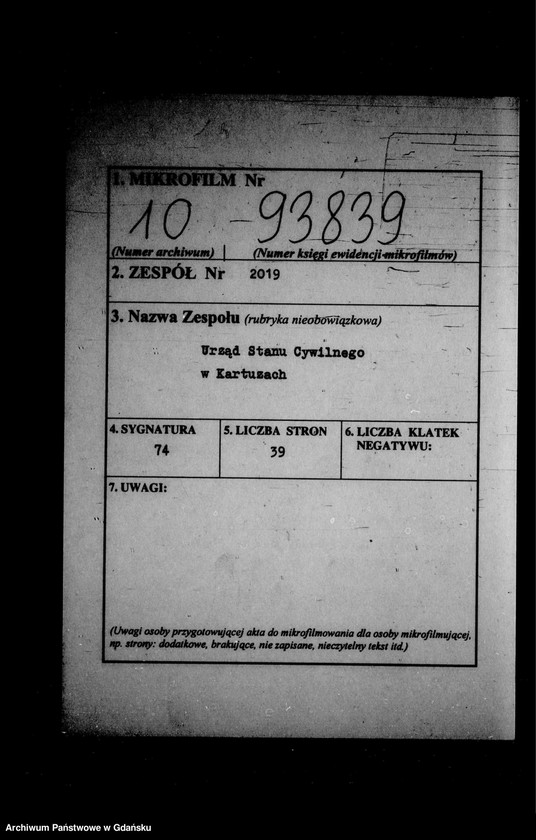 1. MIKROFILM Nr
10 - 93839
(Numer archiwum) (Numer księgi ewidencji mikrofilmów)
2. ZESPÓŁ Nr 2019
3. Nazwa Zespołu (rubryka nieobowiązkowa)
Urząd Stanu Cywilnego
w Kartuzach
4. SYGNATURA
74
5. LICZBA STRON
39
6. LICZBA KLATEK
NEGATYWU:
7. UWAGI:
(Uwagi osoby przygotowującej akta do mikrofilmowania dla osoby mikrofilmującej,
np. strony: dodatkowe, brakujące, nie zapisane, nieczytelny tekst itd.)
Archiwum Państwowe w Gdańsku